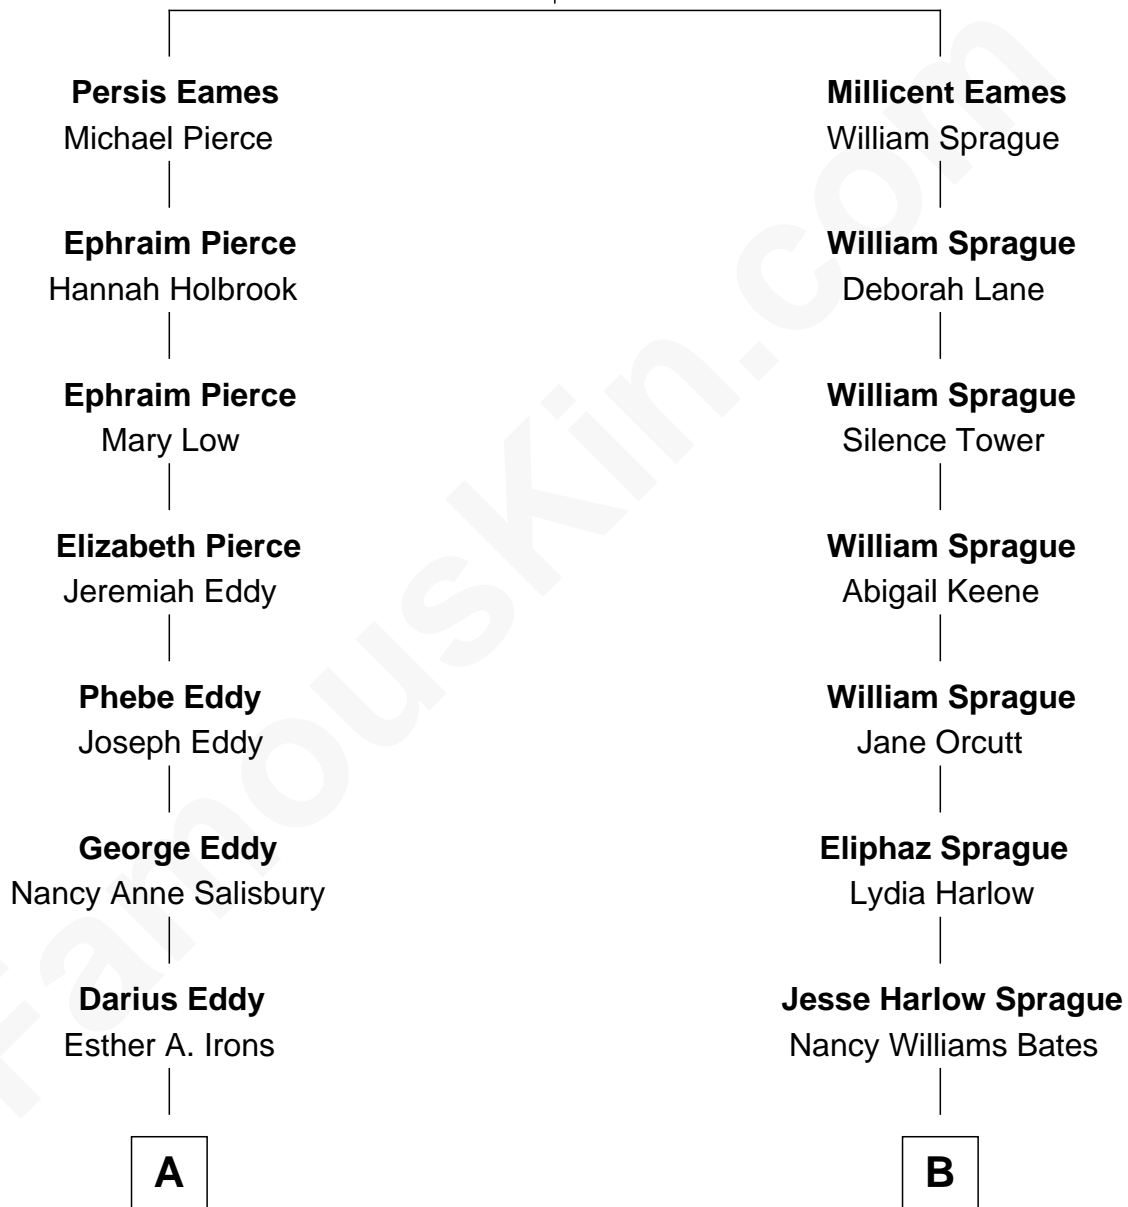 Persis Eames
Michael Pierce
Ephraim Pierce
Hannah Holbrook
Ephraim Pierce
Mary Low
Elizabeth Pierce
Jeremiah Eddy
Phebe Eddy
Joseph Eddy
George Eddy
Nancy Anne Salisbury
Darius Eddy
Esther A. Irons
A
Millicent Eames
William Sprague
William Sprague
Deborah Lane
William Sprague
Silence Tower
William Sprague
Abigail Keene
William Sprague
Jane Orcutt
Eliphaz Sprague
Lydia Harlow
Jesse Harlow Sprague
Nancy Williams Bates
B
FamousKin.com